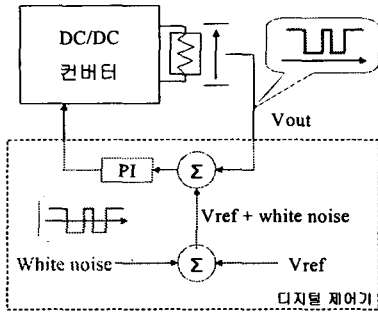 DC/DC
컨버터
Vout
PI
Σ
Vref + white noise
White noise
Σ
Vref
디지털 제어기